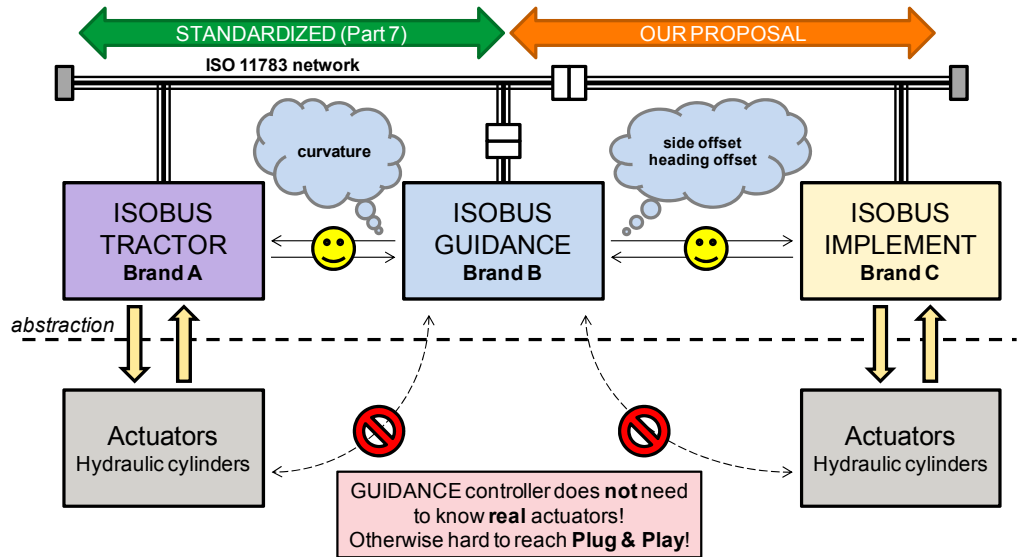 STANDARDIZED (Part 7)
OUR PROPOSAL
ISO 11783 network
curvature
side offset
heading offset
ISOBUS
TRACTOR
Brand A
ISOBUS
GUIDANCE
Brand B
ISOBUS
IMPLEMENT
Brand C
abstraction
Actuators
Hydraulic cylinders
Actuators
Hydraulic cylinders
GUIDANCE controller does not need
to know real actuators!
Otherwise hard to reach Plug & Play!